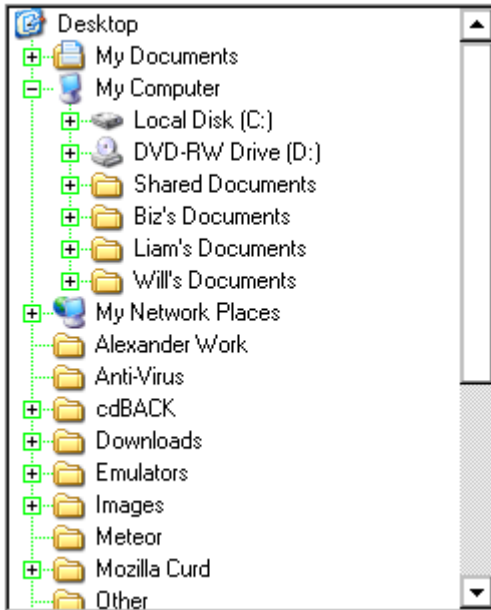 Desktop
My Documents
My Computer
Local Disk (C:)
DVD-RW Drive (D:)
Shared Documents
Biz's Documents
Liam's Documents
Will's Documents
My Network Places
Alexander Work
Anti-Virus
cdBACK
Downloads
Emulators
Images
Meteor
Mozilla Curd
Other